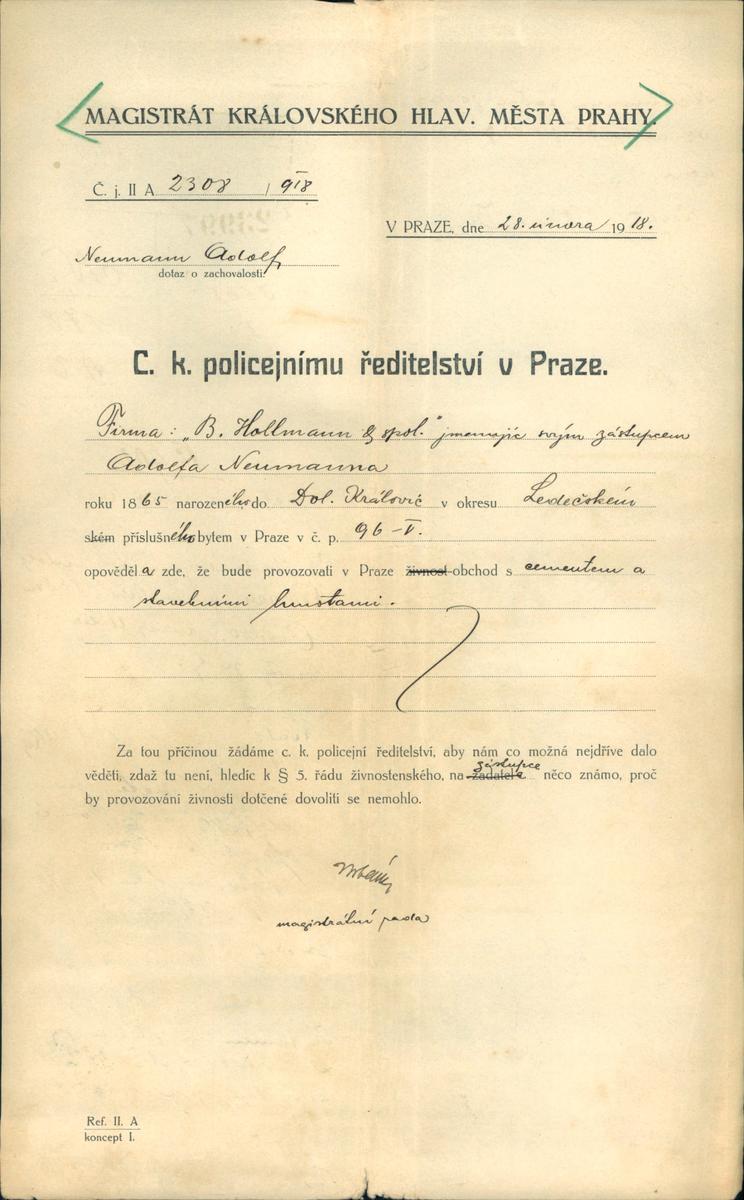 MAGISTRÁT KRÁLOVSKÉHO HLAV. MĚSTA PRAHY.
Č. j. II A 2308 / 918
V PRAZE, dne 28. února 1918.
Neumann Adolf
dotaz o zachovalosti.
C. k. policejnímu ředitelství v Praze.
Firma: „B. Hollmann & spol." jmenujíc svým zástupcem
Adolfa Neumanna
roku 1865 narozeného do Dol. Královic v okresu Ledečském
ském příslušného bytem v Praze v č. p. 96-V.
opověděla zde, že bude provozovati v Praze živnost obchod s cementem a
stavebními hmotami.
Za tou příčinou žádáme c. k. policejní ředitelství, aby nám co možná nejdříve dalo
věděti, zdaž tu není, hledíc k § 5. řádu živnostenského, na žadatele zástupce něco známo, proč
by provozování živnosti dotčené dovoliti se nemohlo.
magistrátní rada
Ref. II. A
koncept I.